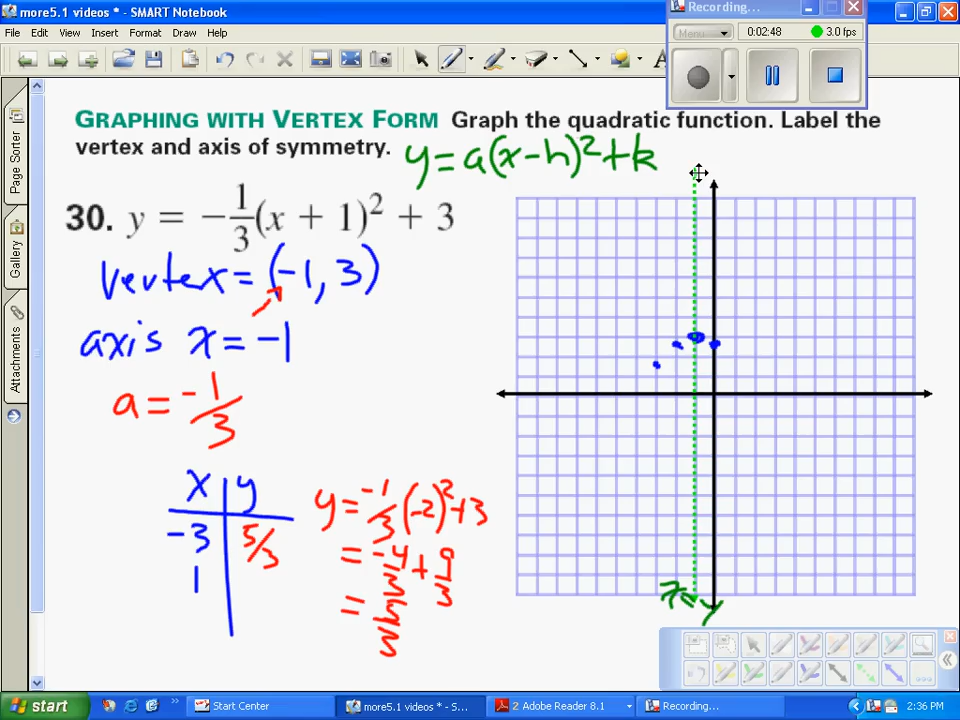 more5.1 videos * - SMART Notebook
Recording...
File Edit View Insert Format Draw Help
Menu
0:02:48
3.0 fps
A
Page Sorter
Gallery
Attachments
GRAPHING WITH VERTEX FORM Graph the quadratic function. Label the
vertex and axis of symmetry.
y=a(x-h)²+k
30. y = -1/3(x + 1)² + 3
vertex = (-1, 3)
axis x = -1
a = -1/3
x y
-3 5/3
1
y = -1/3(-2)²+3
= -4/3 + 9/3
= 5/3
start
Start Center
more5.1 videos * - S...
2 Adobe Reader 8.1
Recording...
2:36 PM